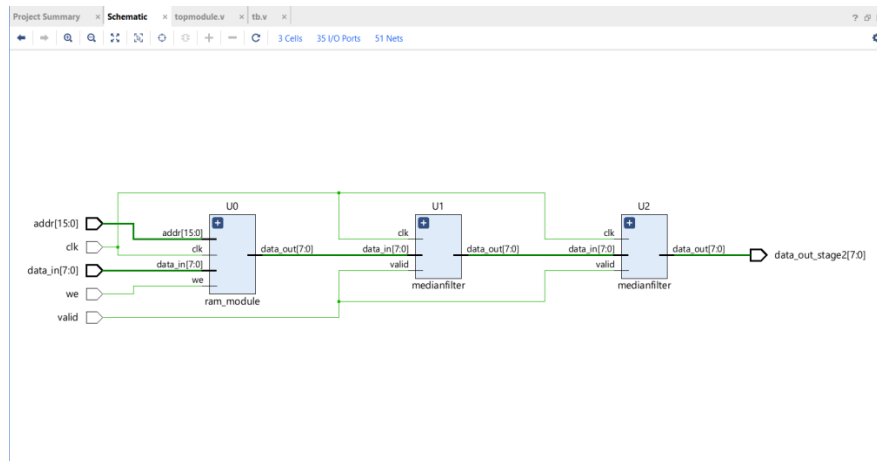 Project Summary × Schematic × topmodule.v × tb.v ×
3 Cells 35 I/O Ports 51 Nets
U0 U1 U2
addr[15:0] addr[15:0] clk clk
clk clk data_out[7:0] data_in[7:0] data_out[7:0] data_in[7:0] data_out[7:0] data_out_stage2[7:0]
data_in[7:0] data_in[7:0] valid valid
we we medianfilter medianfilter
ram_module
valid